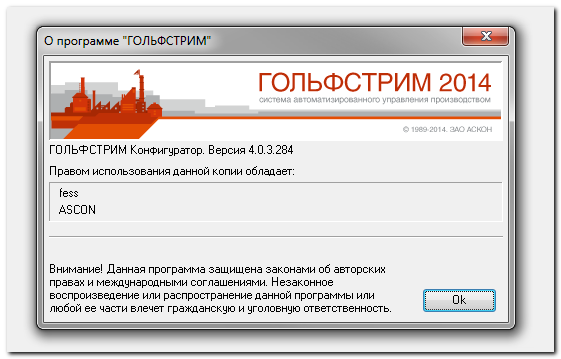 О программе "ГОЛЬФСТРИМ"
ГОЛЬФСТРИМ 2014
система автоматизированного управления производством
© 1989-2014. ЗАО АСКОН
ГОЛЬФСТРИМ Конфигуратор. Версия 4.0.3.284
Правом использования данной копии обладает:
fess
ASCON
Внимание! Данная программа защищена законами об авторских
правах и международными соглашениями. Незаконное
воспроизведение или распространение данной программы или
любой ее части влечет гражданскую и уголовную ответственность.
Ok